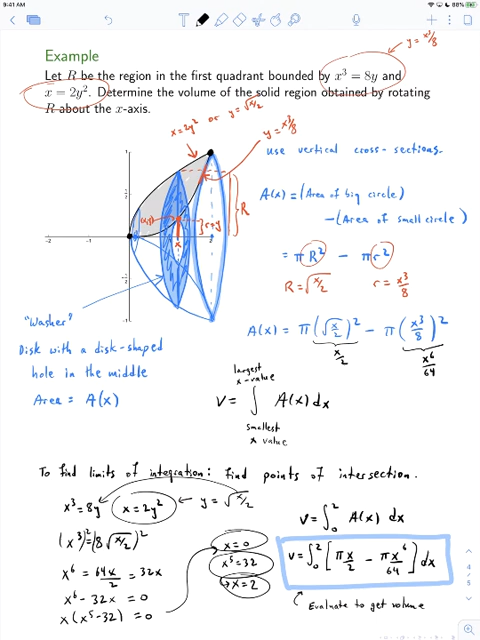 9:41 AM
88%
Example
y = x³/8
Let R be the region in the first quadrant bounded by x³ = 8y and
x = 2y². Determine the volume of the solid region obtained by rotating
R about the x-axis.
x=2y² or y=√x/2
y=x³/8
use vertical cross-sections.
A(x) = (Area of big circle)
- (Area of small circle)
= πR² - πr²
R=√x/2 r=x³/8
R
r=y
x
-2
-1
1
-1
"Washer"
Disk with a disk-shaped
hole in the middle
Area = A(x)
A(x) = π(√x/2)² - π(x³/8)²
x/2
x⁶/64
largest
x-value
V= ∫ A(x) dx
smallest
x value
To find limits of integration: find points of intersection.
x³=8y x=2y² ← y=√x/2
(x³)²=(8√x/2)²
x⁶ = 64x/2 = 32x
x⁶-32x = 0
x(x⁵-32) = 0
x=0
x⁵=32
→x=2
V=∫₀² A(x) dx
V=∫₀² [πx/2 - πx⁶/64] dx
Evaluate to get volume
4/5